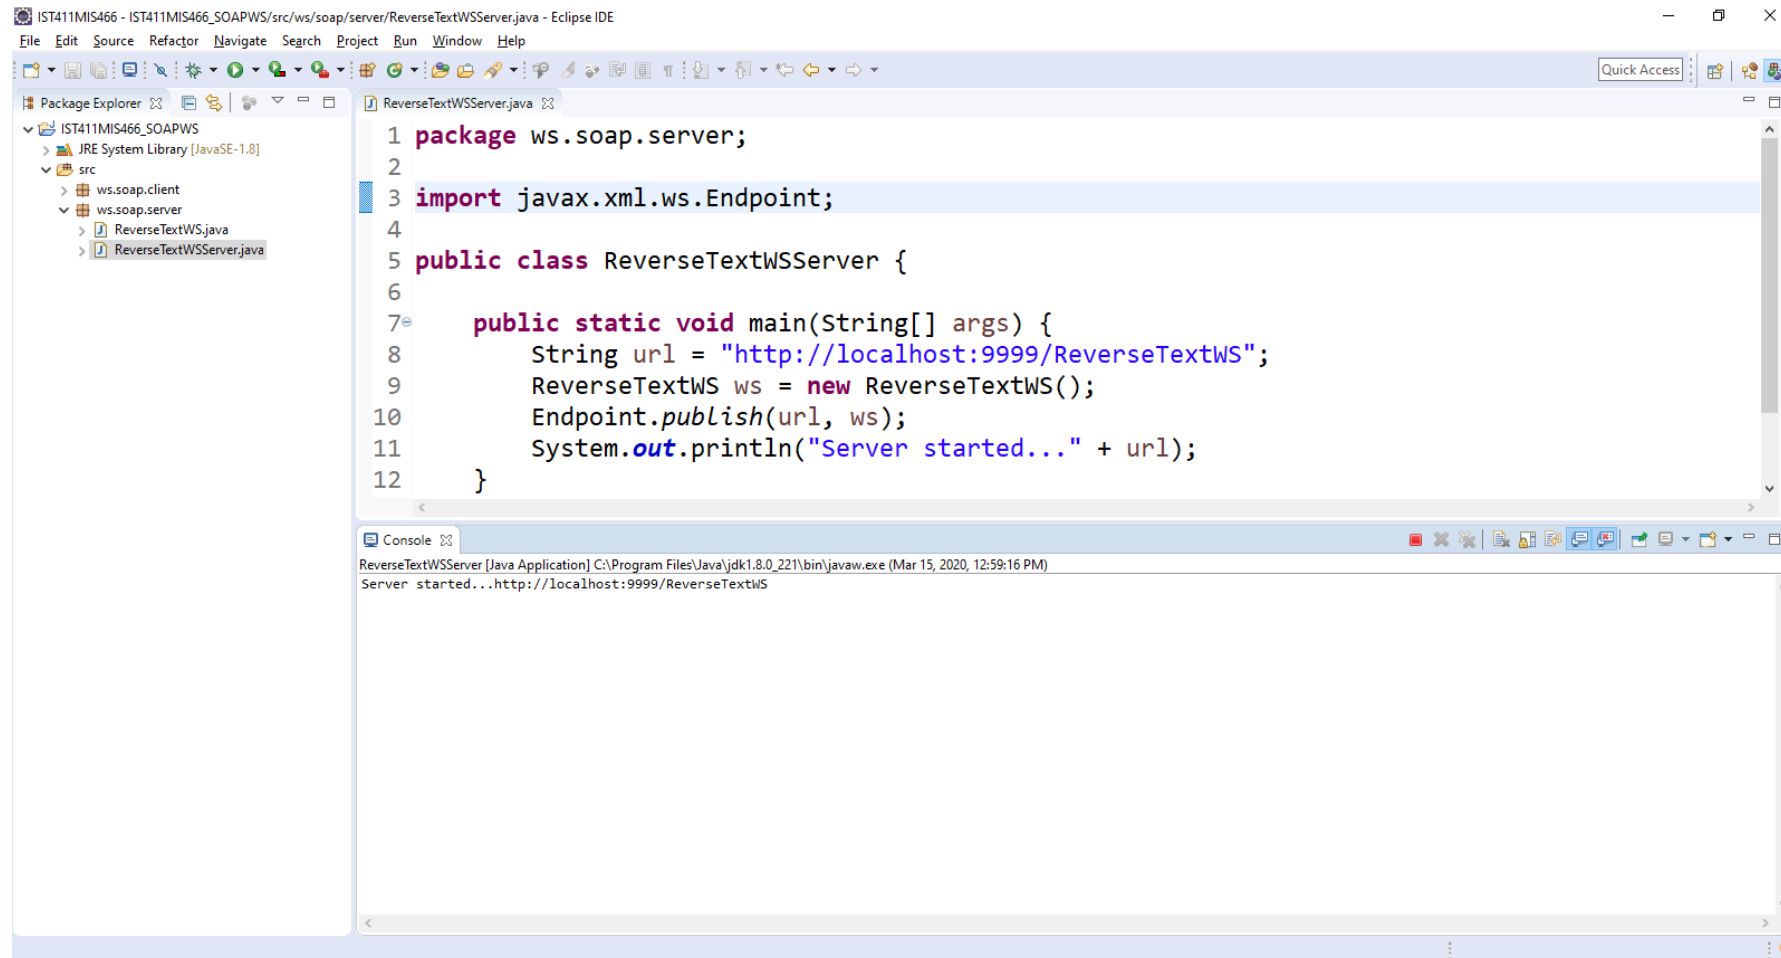 IST411MIS466 - IST411MIS466_SOAPWS/src/ws/soap/server/ReverseTextWSServer.java - Eclipse IDE
File Edit Source Refactor Navigate Search Project Run Window Help
Quick Access
Package Explorer
IST411MIS466_SOAPWS
JRE System Library [JavaSE-1.8]
src
ws.soap.client
ws.soap.server
ReverseTextWS.java
ReverseTextWSServer.java
ReverseTextWSServer.java
1 package ws.soap.server;
2
3 import javax.xml.ws.Endpoint;
4
5 public class ReverseTextWSServer {
6
7 public static void main(String[] args) {
8 String url = "http://localhost:9999/ReverseTextWS";
9 ReverseTextWS ws = new ReverseTextWS();
10 Endpoint.publish(url, ws);
11 System.out.println("Server started..." + url);
12 }
Console
ReverseTextWSServer [Java Application] C:\Program Files\Java\jdk1.8.0_221\bin\javaw.exe (Mar 15, 2020, 12:59:16 PM)
Server started...http://localhost:9999/ReverseTextWS